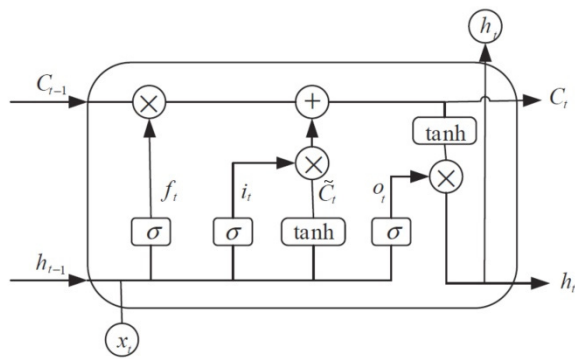 h_t
C_{t-1}
×
+
C_t
tanh
×
×
f_t
i_t
C̃_t
o_t
σ
σ
tanh
σ
h_{t-1}
h_t
x_t